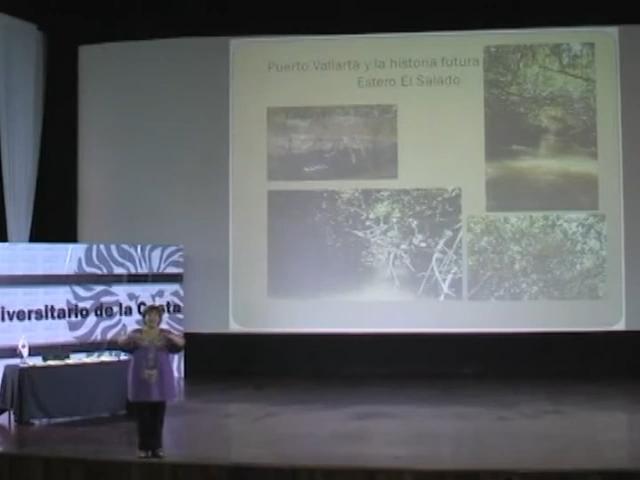 Puerto Vallarta y la historia futura
Estero El Salado
iversitario de la Costa